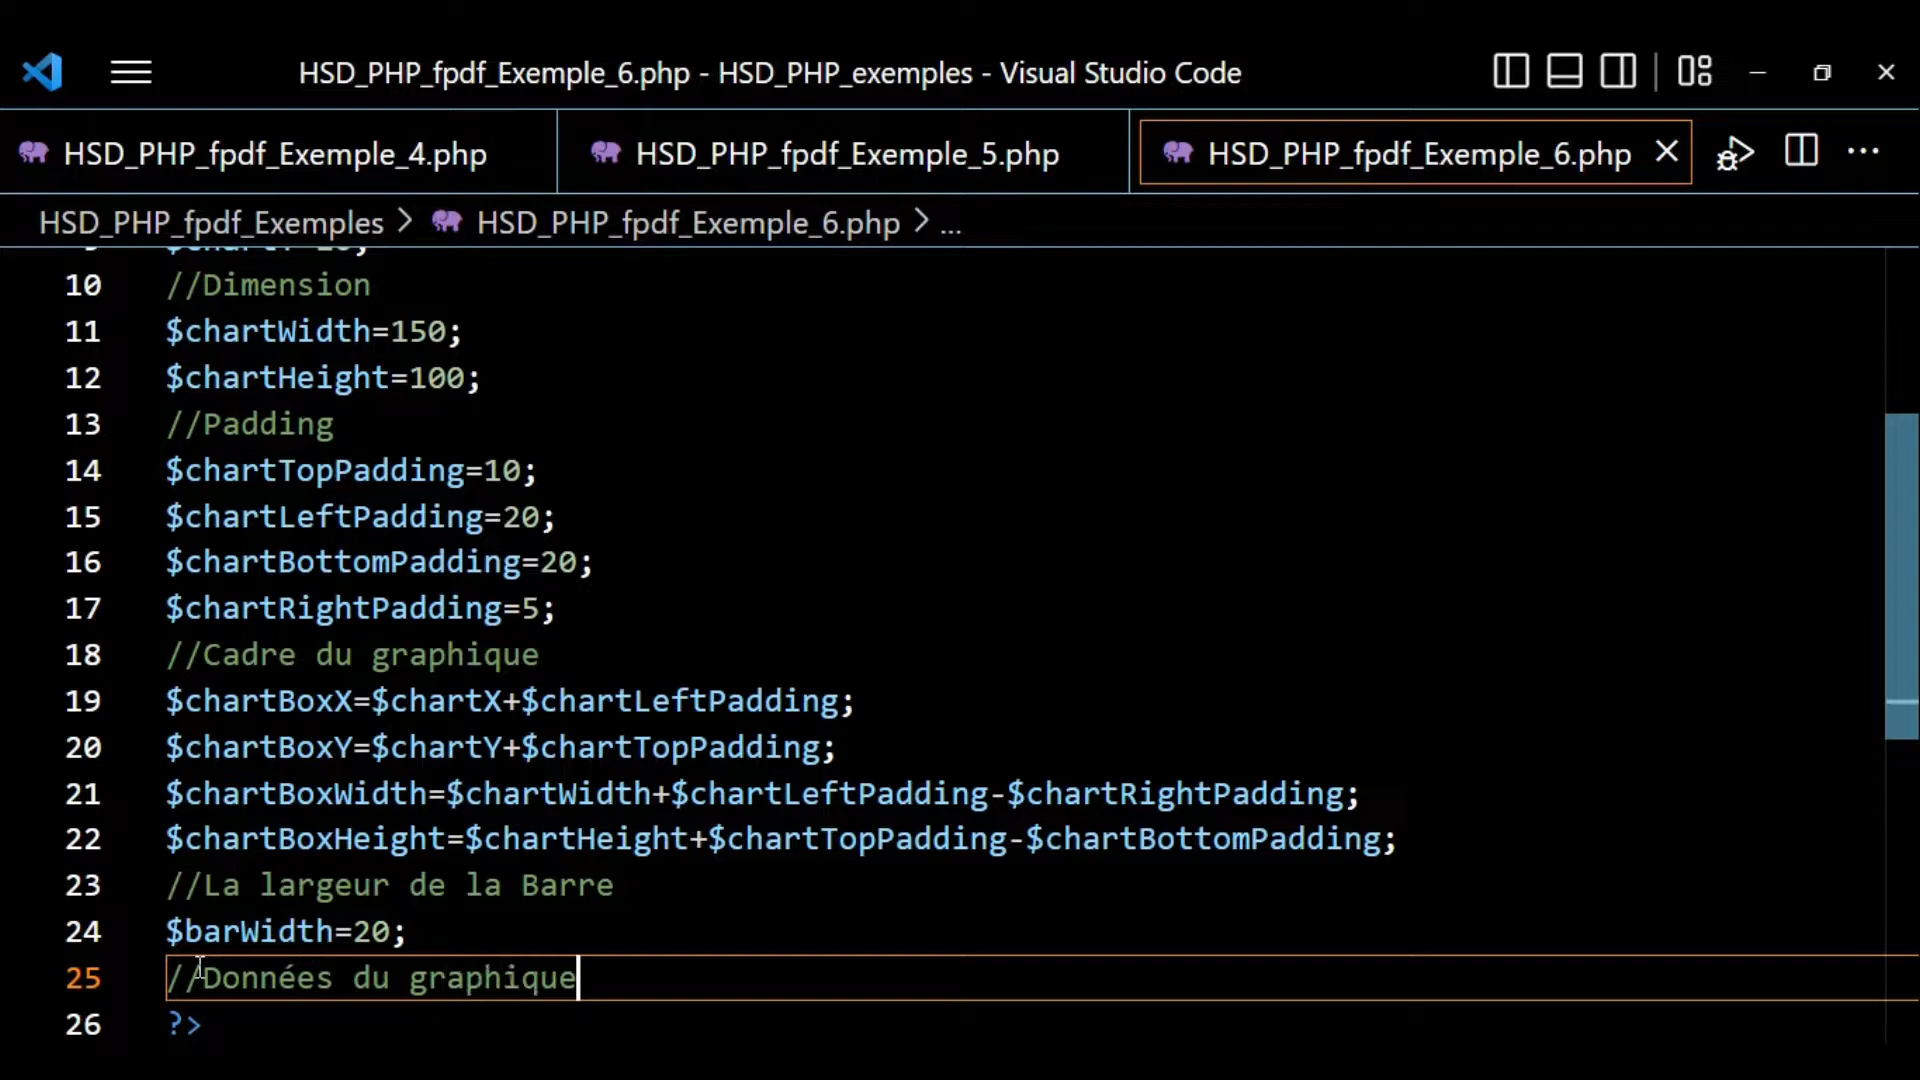 HSD_PHP_fpdf_Exemple_6.php - HSD_PHP_exemples - Visual Studio Code
HSD_PHP_fpdf_Exemple_4.php
HSD_PHP_fpdf_Exemple_5.php
HSD_PHP_fpdf_Exemple_6.php
HSD_PHP_fpdf_Exemples > HSD_PHP_fpdf_Exemple_6.php > ...
10 //Dimension
11 $chartWidth=150;
12 $chartHeight=100;
13 //Padding
14 $chartTopPadding=10;
15 $chartLeftPadding=20;
16 $chartBottomPadding=20;
17 $chartRightPadding=5;
18 //Cadre du graphique
19 $chartBoxX=$chartX+$chartLeftPadding;
20 $chartBoxY=$chartY+$chartTopPadding;
21 $chartBoxWidth=$chartWidth+$chartLeftPadding-$chartRightPadding;
22 $chartBoxHeight=$chartHeight+$chartTopPadding-$chartBottomPadding;
23 //La largeur de la Barre
24 $barWidth=20;
25 //Données du graphique
26 ?>